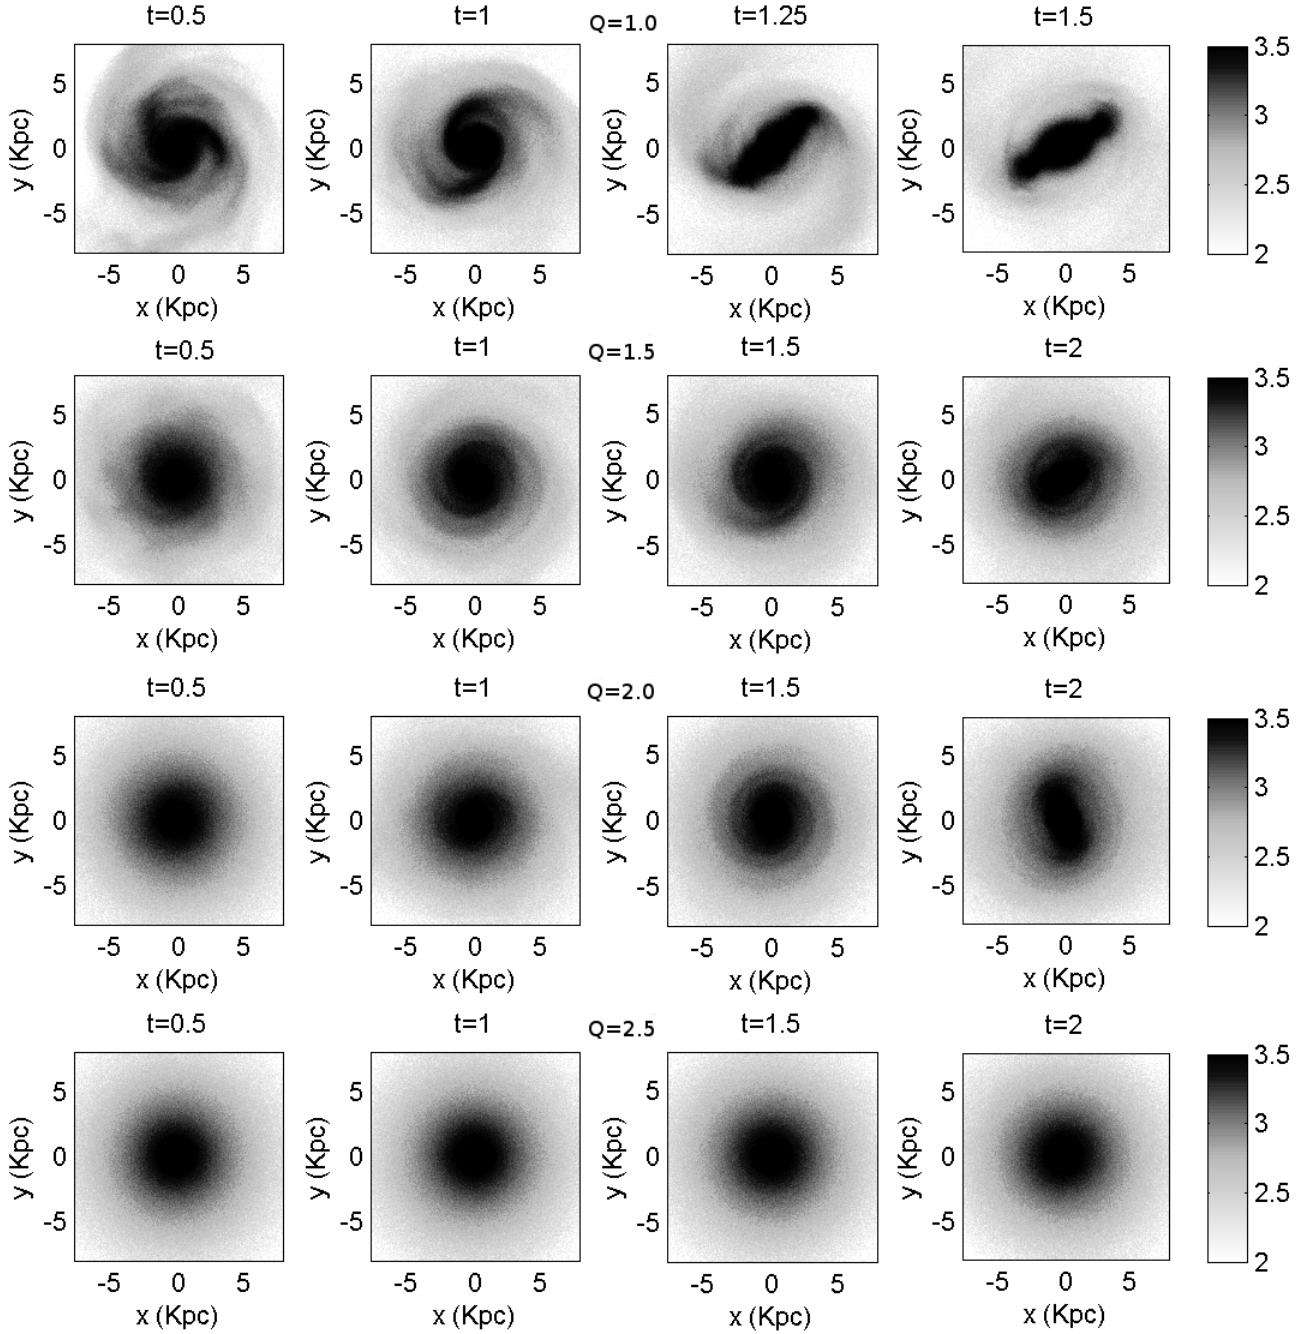 t=0.5 t=1 Q=1.0 t=1.25 t=1.5
y (Kpc) 5 0 -5 y (Kpc) 5 0 -5 y (Kpc) 5 0 -5 y (Kpc) 5 0 -5 3.5 3 2.5 2
-5 0 5 -5 0 5 -5 0 5 -5 0 5
x (Kpc) x (Kpc) x (Kpc) x (Kpc)
t=0.5 t=1 Q=1.5 t=1.5 t=2
y (Kpc) 5 0 -5 y (Kpc) 5 0 -5 y (Kpc) 5 0 -5 y (Kpc) 5 0 -5 3.5 3 2.5 2
-5 0 5 -5 0 5 -5 0 5 -5 0 5
x (Kpc) x (Kpc) x (Kpc) x (Kpc)
t=0.5 t=1 Q=2.0 t=1.5 t=2
y (Kpc) 5 0 -5 y (Kpc) 5 0 -5 y (Kpc) 5 0 -5 y (Kpc) 5 0 -5 3.5 3 2.5 2
-5 0 5 -5 0 5 -5 0 5 -5 0 5
x (Kpc) x (Kpc) x (Kpc) x (Kpc)
t=0.5 t=1 Q=2.5 t=1.5 t=2
y (Kpc) 5 0 -5 y (Kpc) 5 0 -5 y (Kpc) 5 0 -5 y (Kpc) 5 0 -5 3.5 3 2.5 2
-5 0 5 -5 0 5 -5 0 5 -5 0 5
x (Kpc) x (Kpc) x (Kpc) x (Kpc)